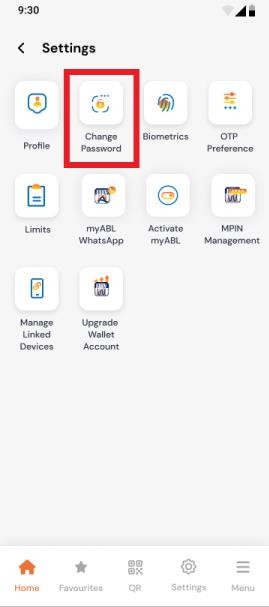 9:30
Settings
Profile
Change
Password
Biometrics
OTP
Preference
Limits
myABL
WhatsApp
Activate
myABL
MPIN
Management
Manage
Linked
Devices
Upgrade
Wallet
Account
Home
Favourites
QR
Settings
Menu